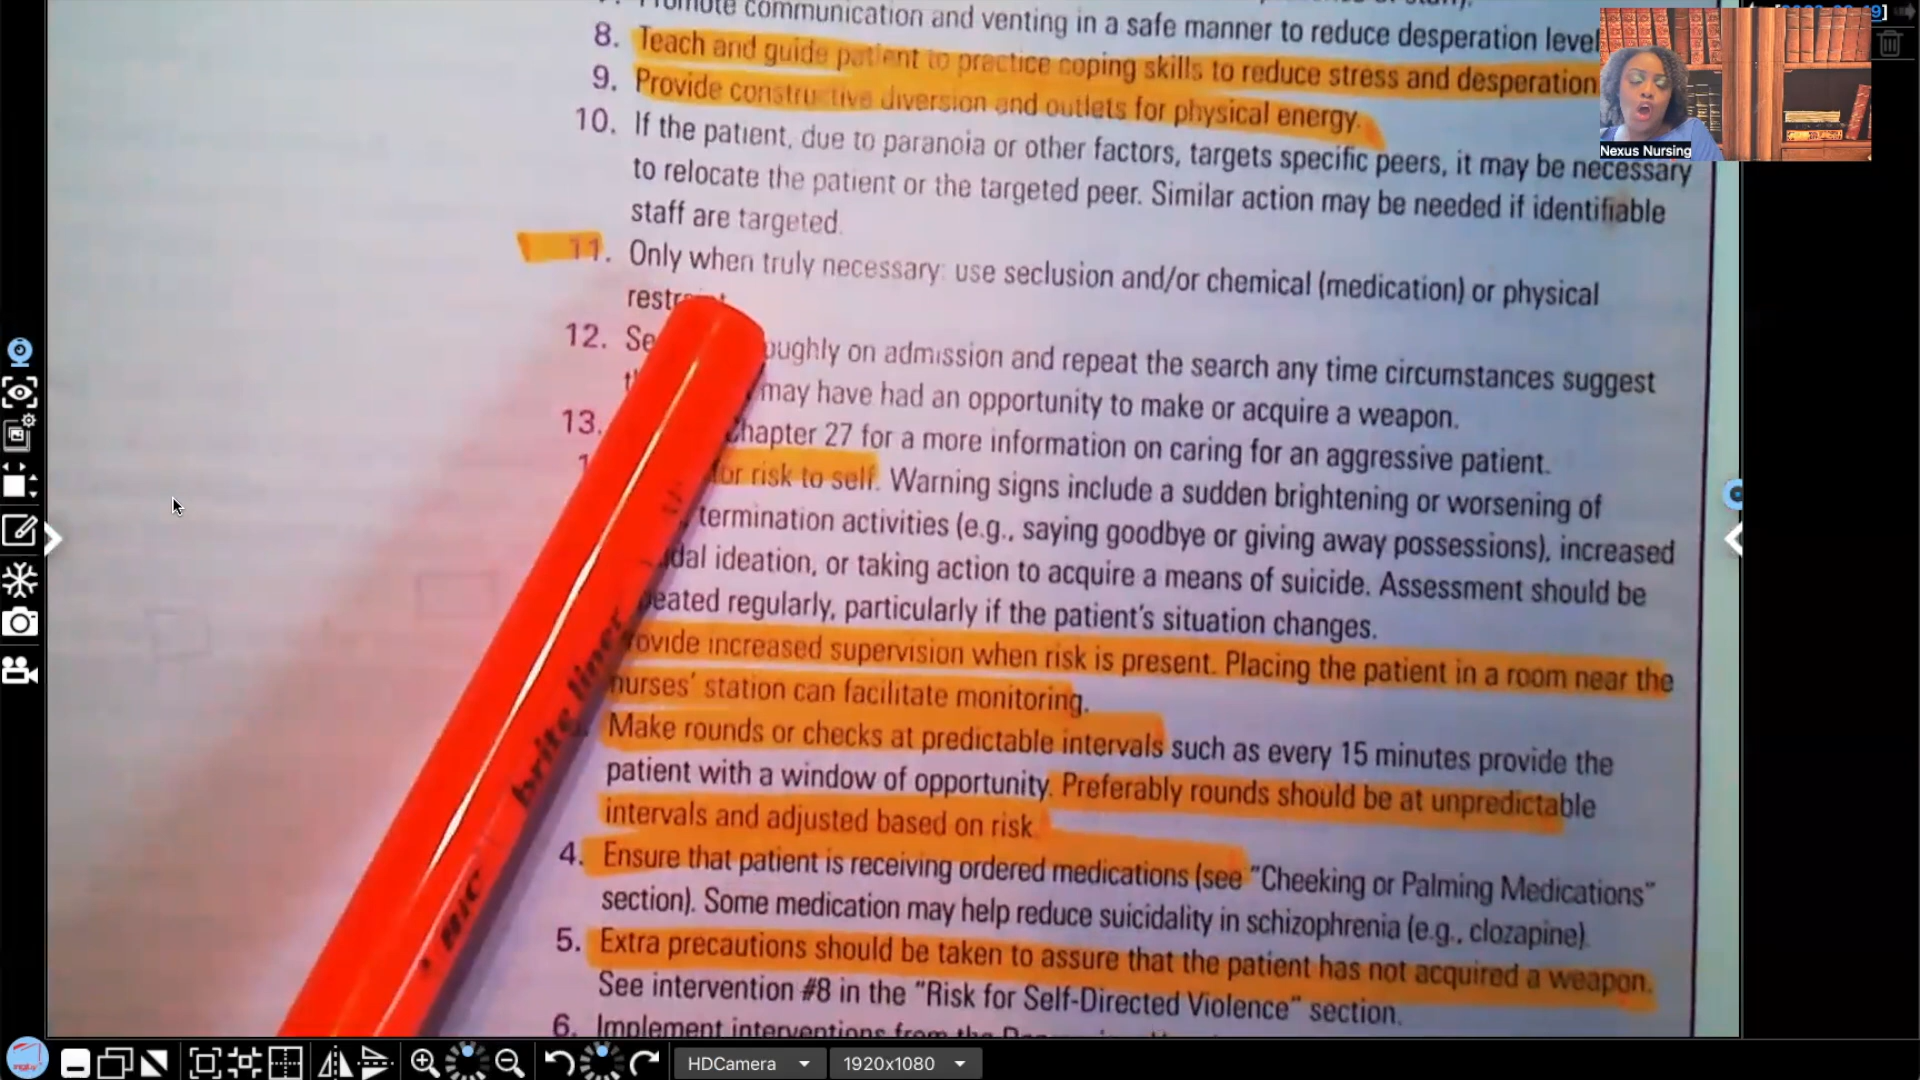 communication and venting in a safe manner to reduce desperation
8. Teach and guide patient to practice coping skills to reduce stress and desperation
9. Provide constructive diversion and outlets for physical energy.
10. If the patient, due to paranoia or other factors, targets specific peers, it may be necessary
to relocate the patient or the targeted peer. Similar action may be needed if identifiable
staff are targeted.
11. Only when truly necessary: use seclusion and/or chemical (medication) or physical
12. on admission and repeat the search any time circumstances suggest
may have had an opportunity to make or acquire a weapon.
13. Chapter 27 for a more information on caring for an aggressive patient.
for risk to self. Warning signs include a sudden brightening or worsening of
termination activities (e.g., saying goodbye or giving away possessions), increased
ideation, or taking action to acquire a means of suicide. Assessment should be
regularly, particularly if the patient's situation changes.
increased supervision when risk is present. Placing the patient in a room near the
nurses' station can facilitate monitoring.
Make rounds or checks at predictable intervals such as every 15 minutes provide the
patient with a window of opportunity. Preferably rounds should be at unpredictable
intervals and adjusted based on risk.
4. Ensure that patient is receiving ordered medications (see "Cheeking or Palming Medications"
section). Some medication may help reduce suicidality in schizophrenia (e.g., clozapine).
5. Extra precautions should be taken to assure that the patient has not acquired a weapon.
See intervention #8 in the "Risk for Self-Directed Violence" section.
6. Implement interventions from the
BIC brite liner
Nexus Nursing
HDCamera
1920x1080